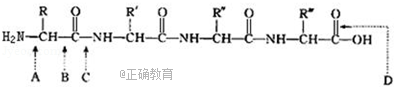 R O R′ O R″ O R‴ O
H₂N—CH—C—NH—CH—C—NH—CH—C—NH—CH—C—OH
A B C D
@正确教育